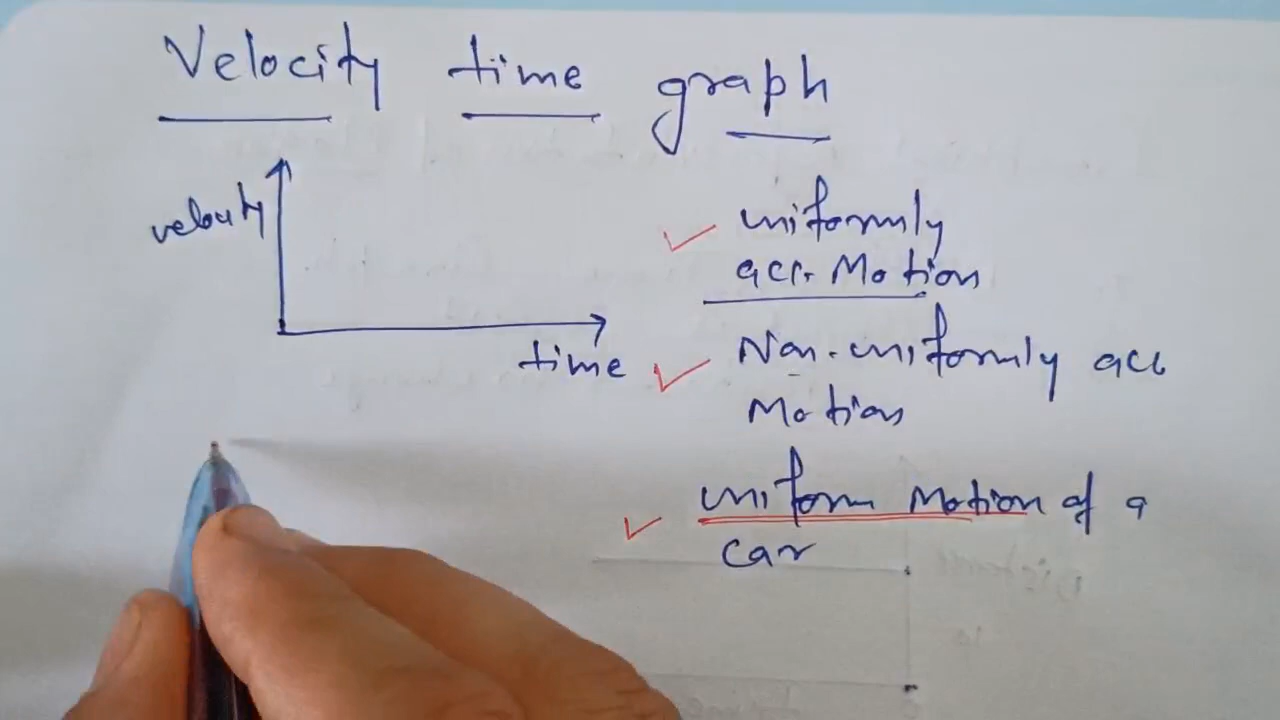 Velocity time graph
velocity
time
uniformly
acc. Motion
Non-uniformly acc
Motion
uniform Motion of a
car